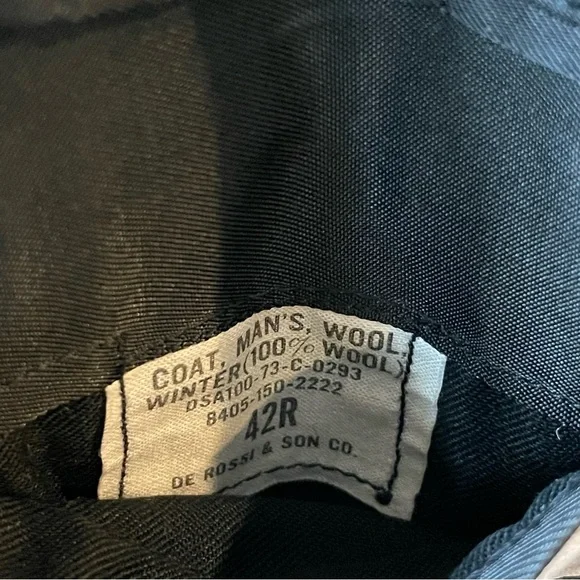 COAT, MAN'S, WOOL,
WINTER (100% WOOL)
DSA100-73-C-0293
8405-150-2222
42R
DE ROSSI & SON CO.